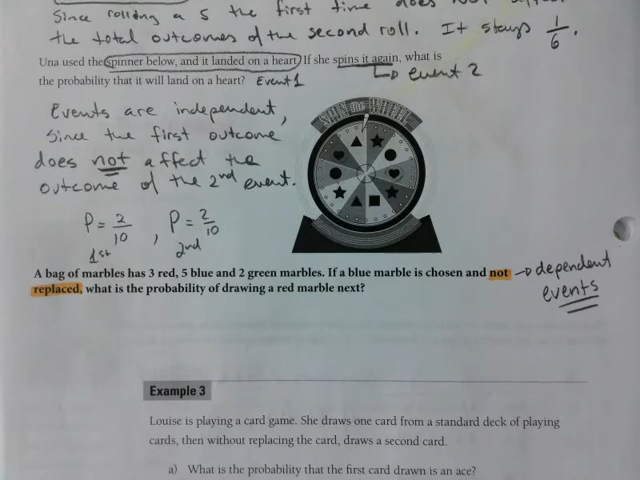 Since rolling a 5 the first time does not
the total outcomes of the second roll. It stays 1/6.
Una used the spinner below, and it landed on a heart. If she spins it again, what is
the probability that it will land on a heart? Event 1
↳ event 2
Events are independent,
since the first outcome
does not affect the
outcome of the 2nd event.
P = 2/10 , P = 2/10
1st 2nd
SPIN the WHEEL
A bag of marbles has 3 red, 5 blue and 2 green marbles. If a blue marble is chosen and not
replaced, what is the probability of drawing a red marble next?
→ dependent
events
Example 3
Louise is playing a card game. She draws one card from a standard deck of playing
cards, then without replacing the card, draws a second card.
a) What is the probability that the first card drawn is an ace?